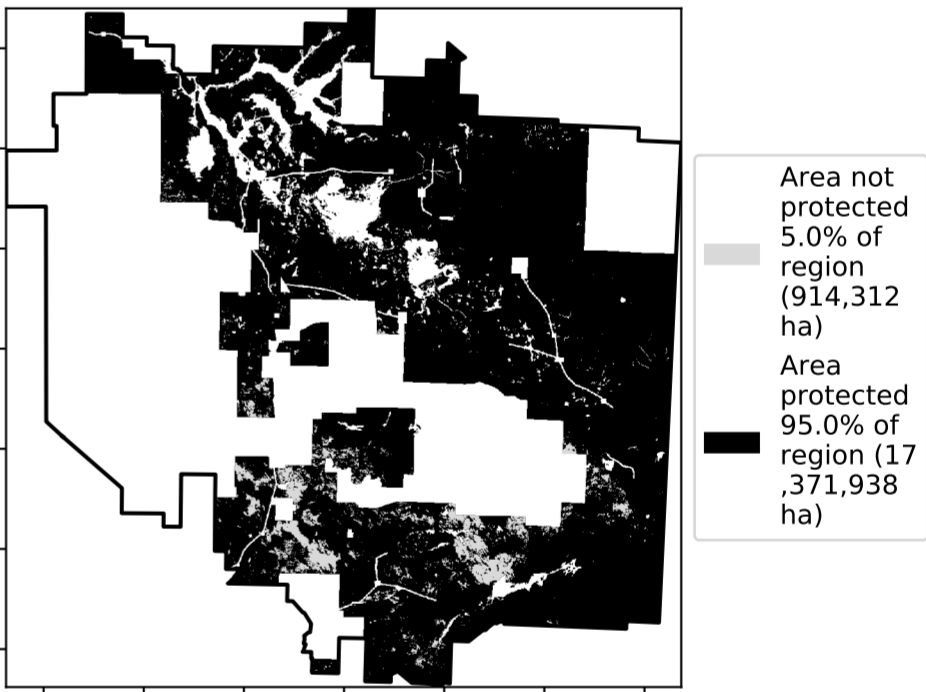 Area not
protected
5.0% of
region
(914,312
ha)
Area
protected
95.0% of
region (17
,371,938
ha)